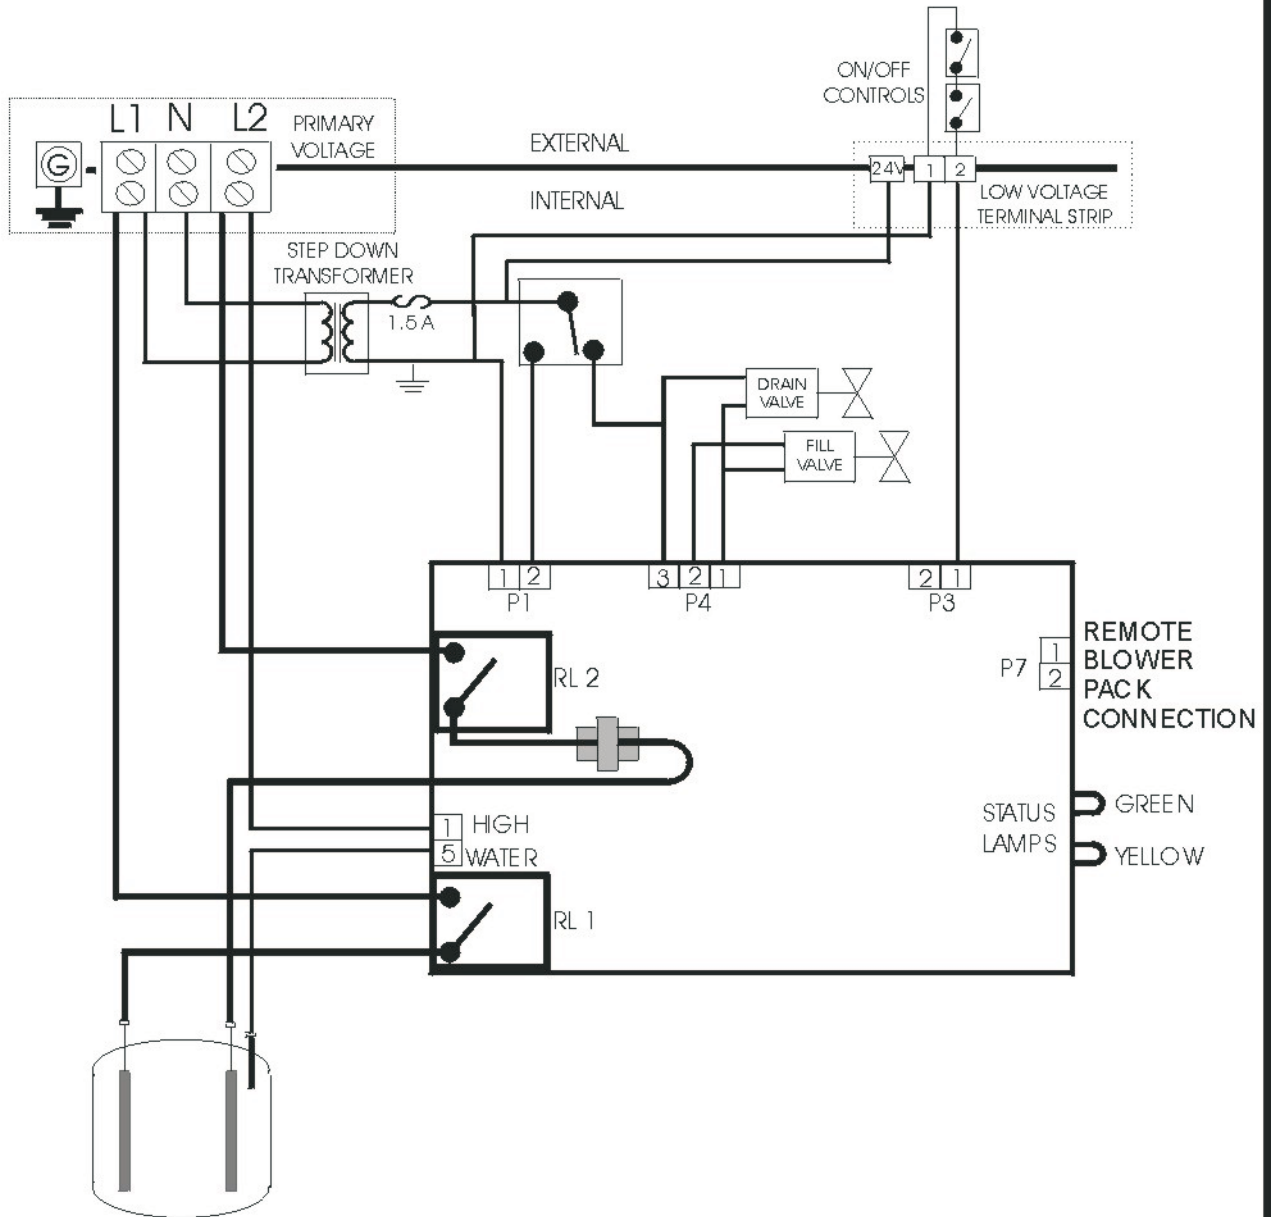 ON/OFF
CONTROLS
L1 N L2
PRIMARY
VOLTAGE
G
EXTERNAL
INTERNAL
24V 1 2
LOW VOLTAGE
TERMINAL STRIP
STEP DOWN
TRANSFORMER
1.5 A
DRAIN
VALVE
FILL
VALVE
1 2
P1
3 2 1
P4
2 1
P3
P7
1
2
REMOTE
BLOWER
PACK
CONNECTION
RL 2
STATUS
LAMPS
GREEN
YELLOW
1 HIGH
5 WATER
RL 1